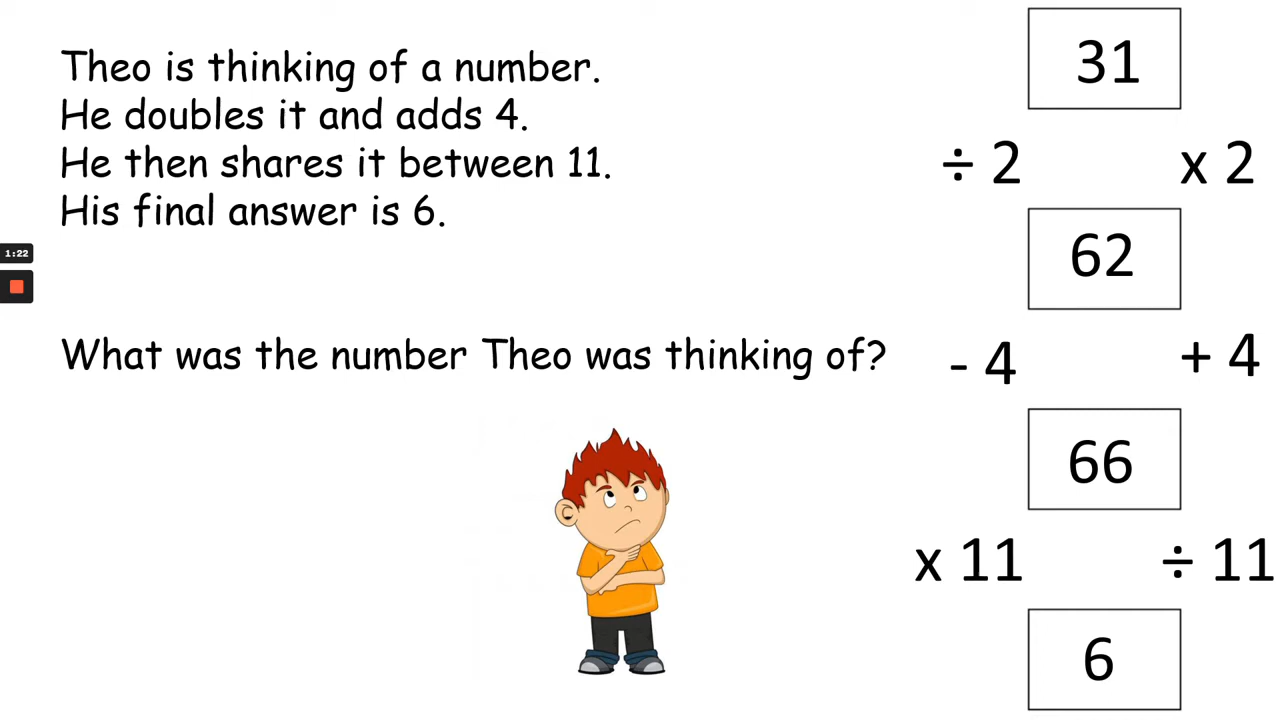 Theo is thinking of a number.
He doubles it and adds 4.
He then shares it between 11.
His final answer is 6.
1:22
What was the number Theo was thinking of?
31
÷ 2 x 2
62
- 4 + 4
66
x 11 ÷ 11
6